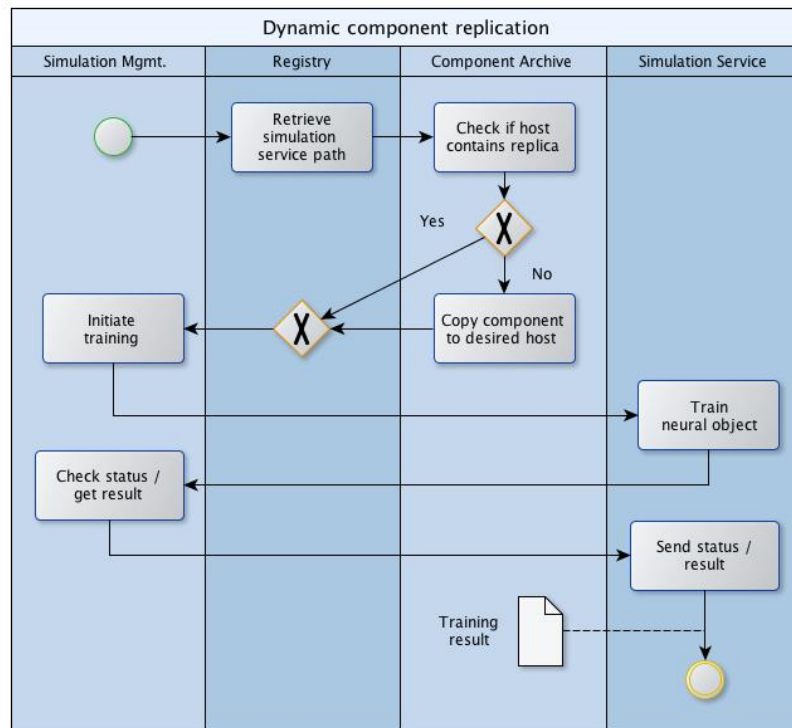 Dynamic component replication
Simulation Mgmt.
Registry
Component Archive
Simulation Service
Retrieve
simulation
service path
Check if host
contains replica
Yes
No
Initiate
training
Copy component
to desired host
Train
neural object
Check status /
get result
Send status /
result
Training
result